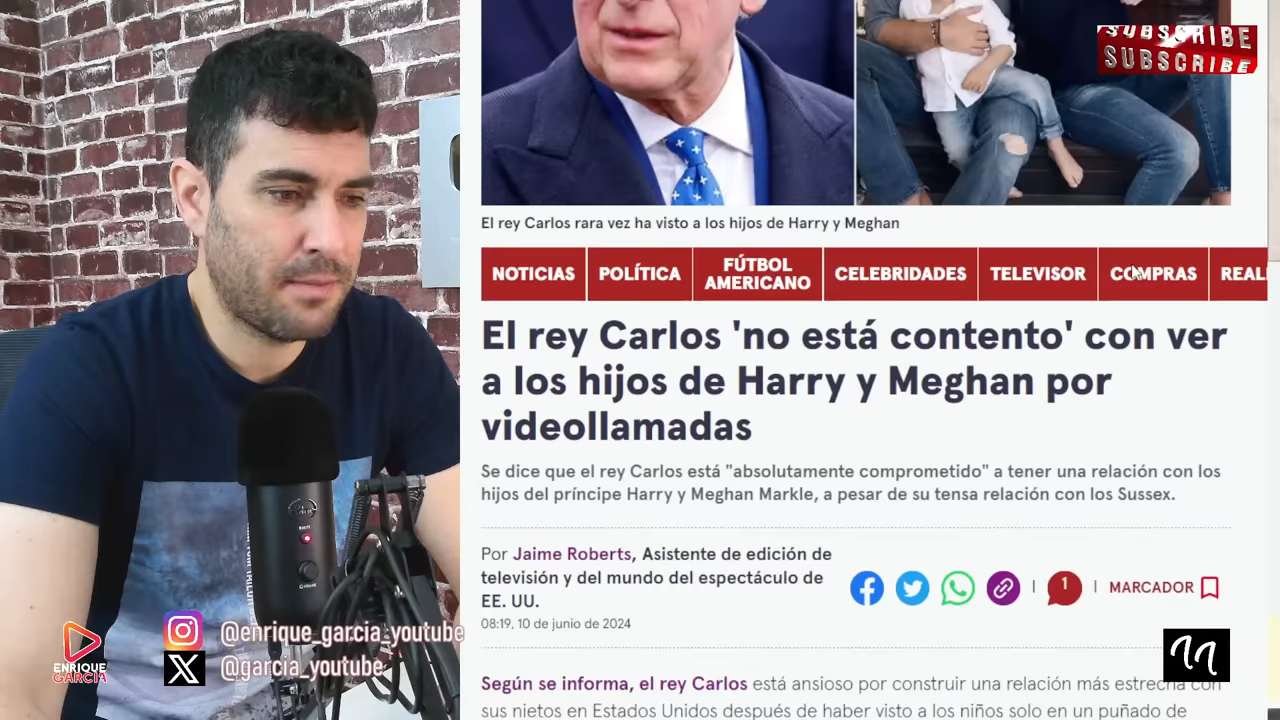 SUBSCRIBE
SUBSCRIBE
El rey Carlos rara vez ha visto a los hijos de Harry y Meghan
NOTICIAS
POLÍTICA
FÚTBOL
AMERICANO
CELEBRIDADES
TELEVISOR
COMPRAS
REAL
El rey Carlos 'no está contento' con ver
a los hijos de Harry y Meghan por
videollamadas
Se dice que el rey Carlos está "absolutamente comprometido" a tener una relación con los
hijos del príncipe Harry y Meghan Markle, a pesar de su tensa relación con los Sussex.
Por Jaime Roberts, Asistente de edición de
televisión y del mundo del espectáculo de
EE. UU.
08:19, 10 de junio de 2024
1
MARCADOR
Según se informa, el rey Carlos está ansioso por construir una relación más estrecha con
sus nietos en Estados Unidos después de haber visto a los niños solo en un puñado de
ENRIQUE
GARCIA
@enrique_garcia_youtube
@garcia_youtube